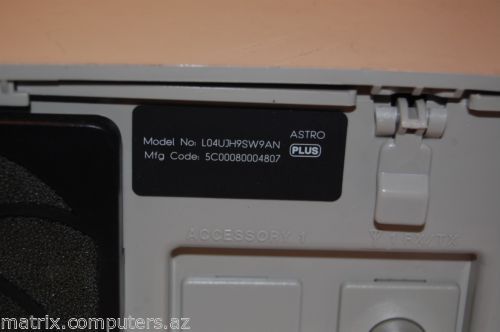 Model No: L04UJH9SW9AN
Mfg Code: 5C00080004807
ASTRO
PLUS
ACCESSORY 1
matrix.computers.az